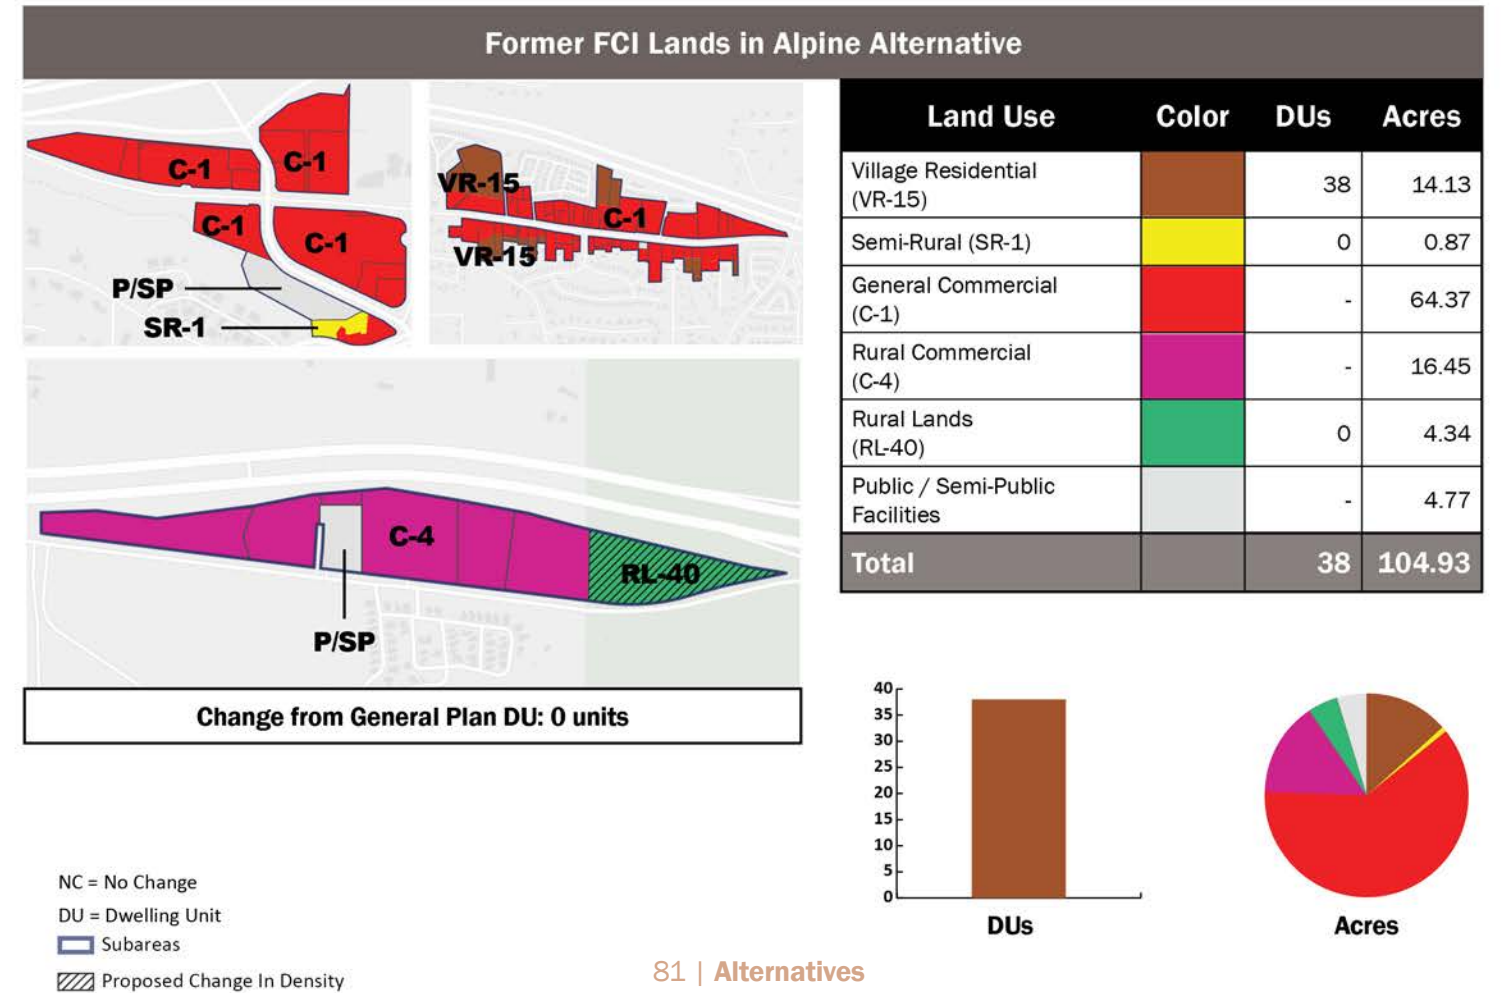 Former FCI Lands in Alpine Alternative
C-1
C-1
C-1
C-1
P/SP
SR-1
VR-15
C-1
VR-15
C-4
RL-40
P/SP
Change from General Plan DU: 0 units
Land Use Color DUs Acres
Village Residential
(VR-15) 38 14.13
Semi-Rural (SR-1) 0 0.87
General Commercial
(C-1) - 64.37
Rural Commercial
(C-4) - 16.45
Rural Lands
(RL-40) 0 4.34
Public / Semi-Public
Facilities - 4.77
Total 38 104.93
40
35
30
25
20
15
10
5
0
DUs
Acres
NC = No Change
DU = Dwelling Unit
Subareas
Proposed Change In Density
81 | Alternatives